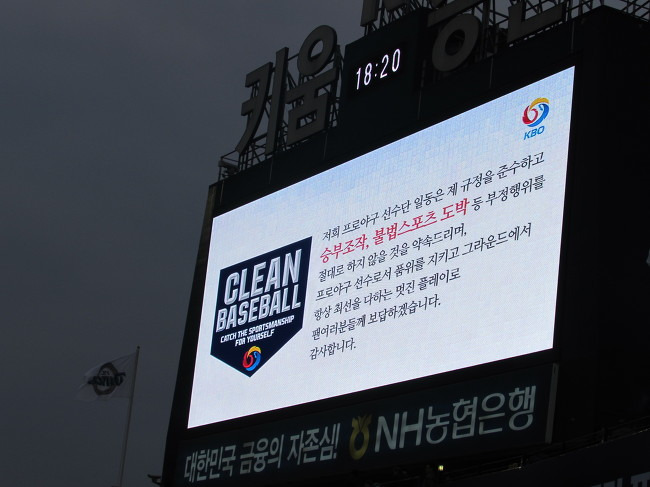 키움
18:20
KBO
저희 프로야구 선수단 일동은 제 규정을 준수하고
승부조작, 불법스포츠 도박 등 부정행위를
절대로 하지 않을 것을 약속드리며,
프로야구 선수로서 품위를 지키고 그라운드에서
항상 최선을 다하는 멋진 플레이로
팬여러분들께 보답하겠습니다.
감사합니다.
CLEAN
BASEBALL
CATCH THE SPORTSMANSHIP
FOR YOURSELF
대한민국 금융의 자존심! NH농협은행